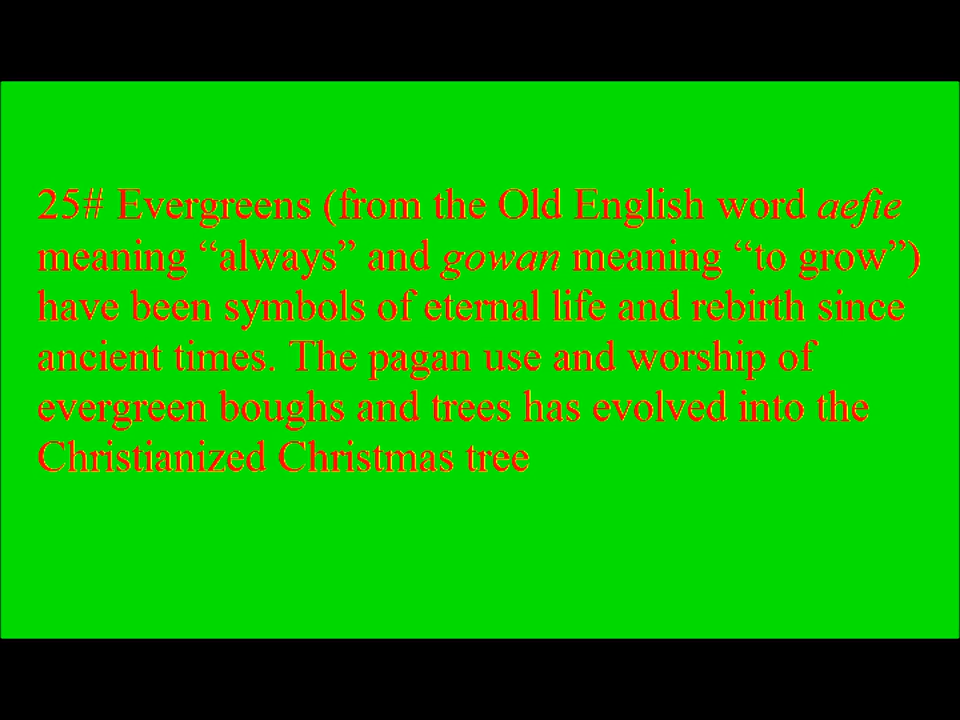 25# Evergreens (from the Old English word aefie
meaning “always” and gowan meaning “to grow”)
have been symbols of eternal life and rebirth since
ancient times. The pagan use and worship of
evergreen boughs and trees has evolved into the
Christianized Christmas tree